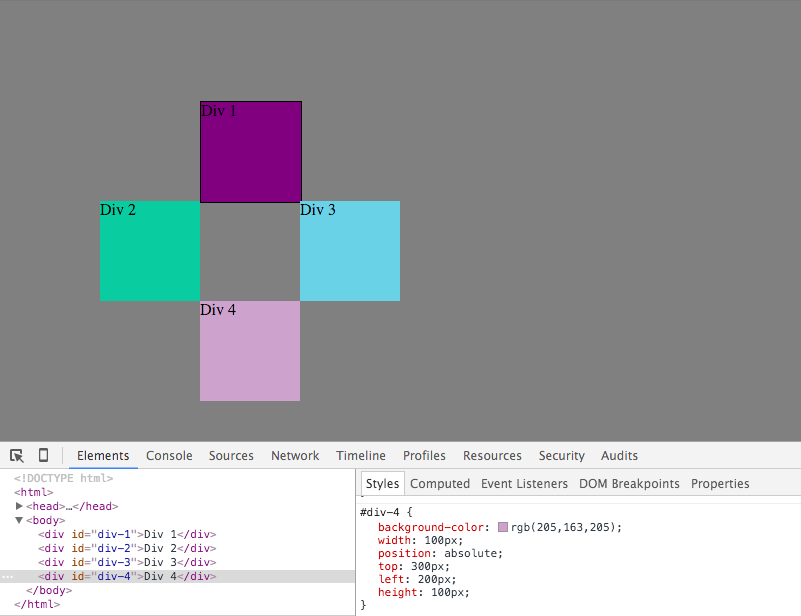 Div 1
Div 2
Div 3
Div 4
Elements Console Sources Network Timeline Profiles Resources Security Audits
<!DOCTYPE html>
<html>
<head>…</head>
<body>
<div id="div-1">Div 1</div>
<div id="div-2">Div 2</div>
<div id="div-3">Div 3</div>
<div id="div-4">Div 4</div>
</body>
</html>
Styles Computed Event Listeners DOM Breakpoints Properties
}
#div-4 {
background-color: rgb(205,163,205);
width: 100px;
position: absolute;
top: 300px;
left: 200px;
height: 100px;
}